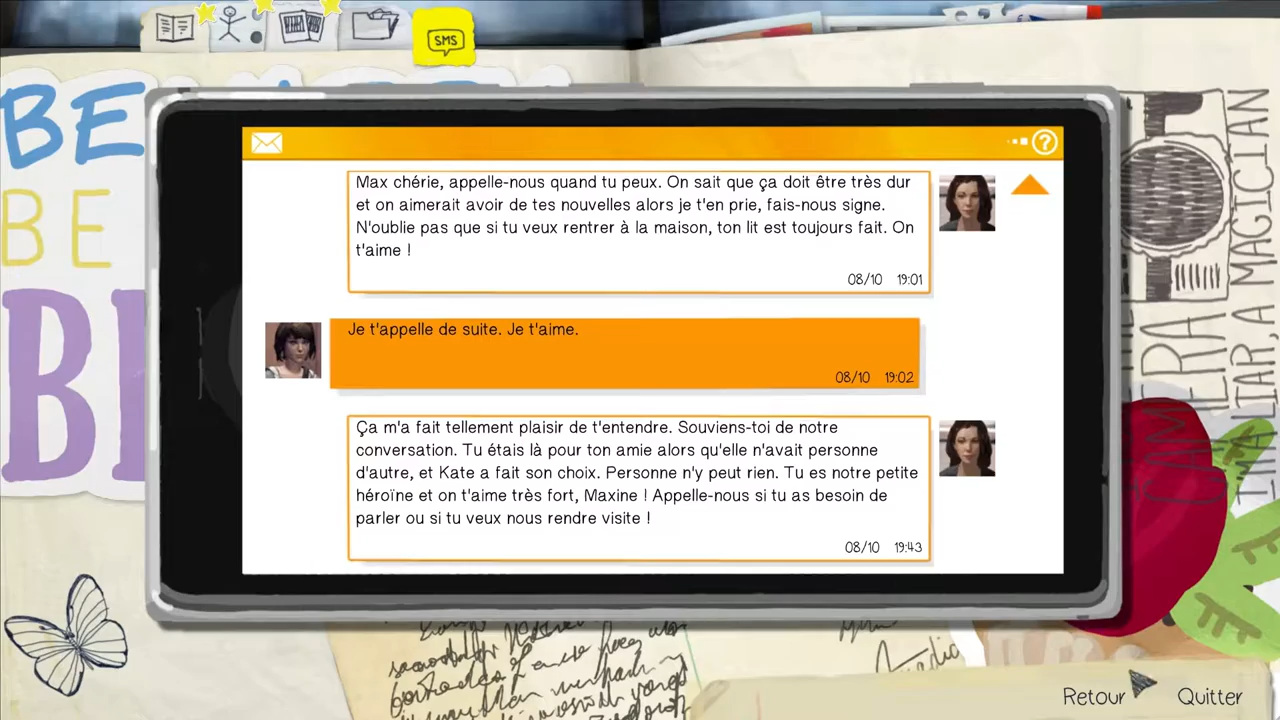 SMS
BE
BE
B
?
Max chérie, appelle-nous quand tu peux. On sait que ça doit être très dur
et on aimerait avoir de tes nouvelles alors je t'en prie, fais-nous signe.
N'oublie pas que si tu veux rentrer à la maison, ton lit est toujours fait. On
t'aime !
08/10 19:01
Je t'appelle de suite. Je t'aime.
08/10 19:02
Ça m'a fait tellement plaisir de t'entendre. Souviens-toi de notre
conversation. Tu étais là pour ton amie alors qu'elle n'avait personne
d'autre, et Kate a fait son choix. Personne n'y peut rien. Tu es notre petite
héroïne et on t'aime très fort, Maxine ! Appelle-nous si tu as besoin de
parler ou si tu veux nous rendre visite !
08/10 19:43
CAMERA
LIAR, A MAGICIAN
Retour
Quitter